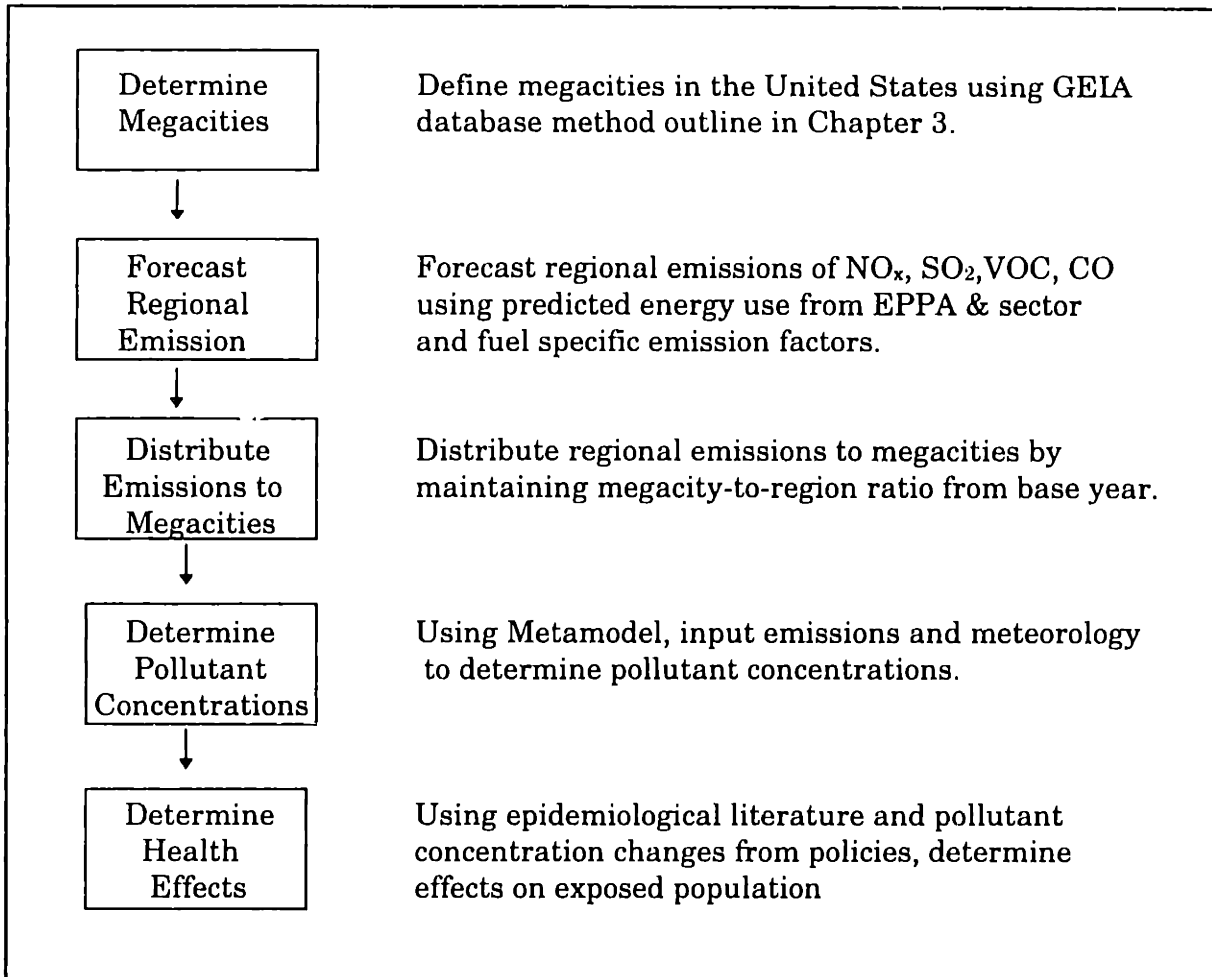 Determine
Megacities
Define megacities in the United States using GEIA
database method outline in Chapter 3.
Forecast
Regional
Emission
Forecast regional emissions of NOₓ, SO₂,VOC, CO
using predicted energy use from EPPA & sector
and fuel specific emission factors.
Distribute
Emissions to
Megacities
Distribute regional emissions to megacities by
maintaining megacity-to-region ratio from base year.
Determine
Pollutant
Concentrations
Using Metamodel, input emissions and meteorology
to determine pollutant concentrations.
Determine
Health
Effects
Using epidemiological literature and pollutant
concentration changes from policies, determine
effects on exposed population